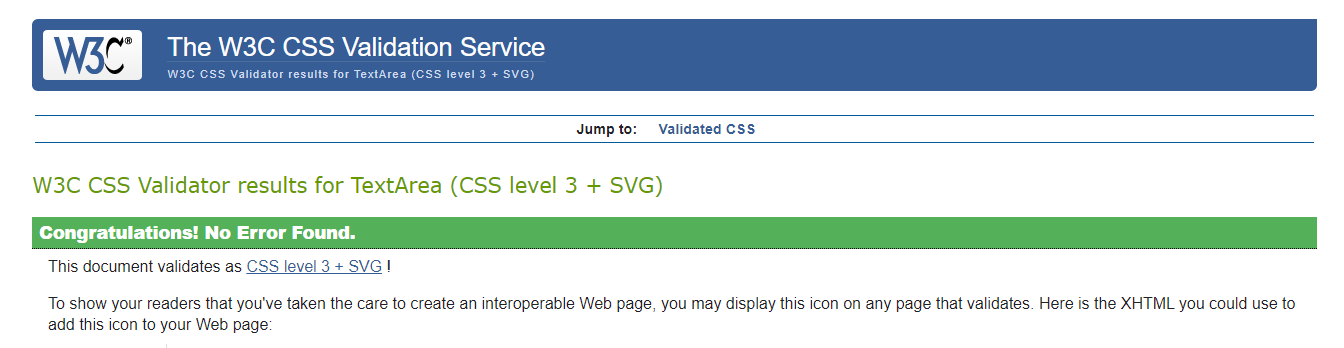 W3C®
The W3C CSS Validation Service
W3C CSS Validator results for TextArea (CSS level 3 + SVG)
Jump to: Validated CSS
W3C CSS Validator results for TextArea (CSS level 3 + SVG)
Congratulations! No Error Found.
This document validates as CSS level 3 + SVG !
To show your readers that you've taken the care to create an interoperable Web page, you may display this icon on any page that validates. Here is the XHTML you could use to
add this icon to your Web page: